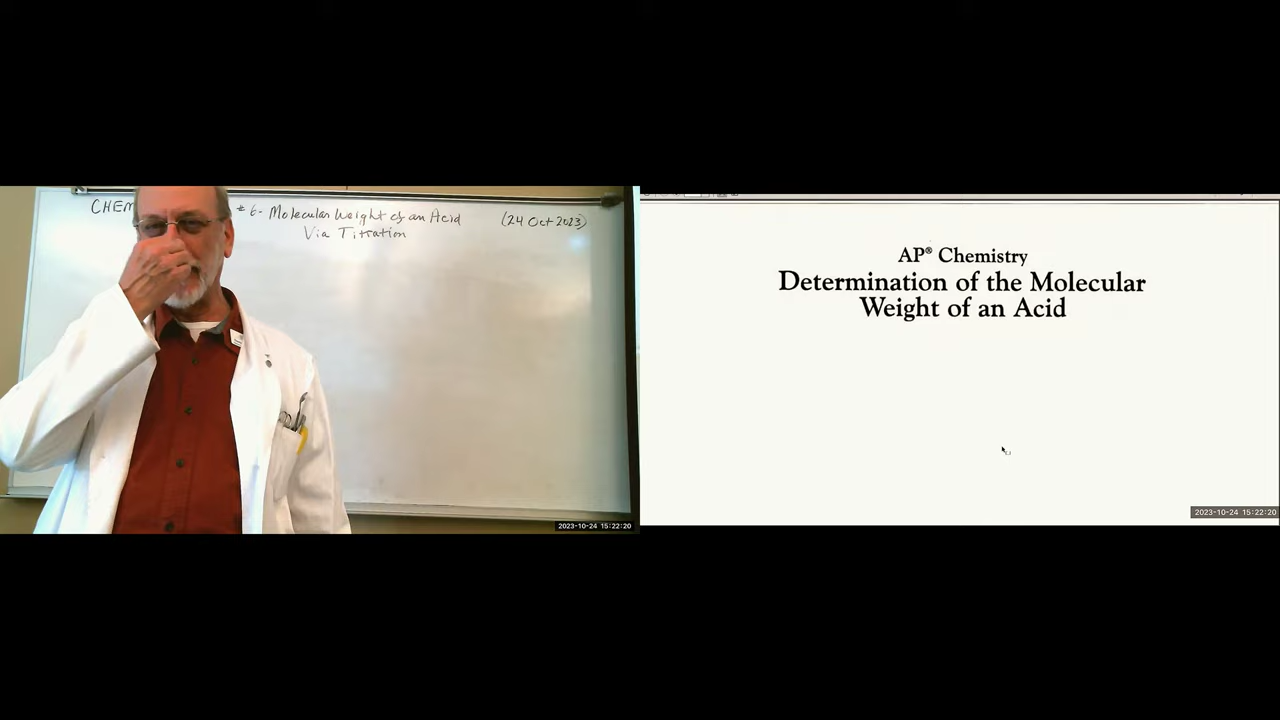 CHEM # 6- Molecular Weight of an Acid (24 Oct 2023)
Via Titration
2023-10-24 15:22:20
AP® Chemistry
Determination of the Molecular
Weight of an Acid
2023-10-24 15:22:20